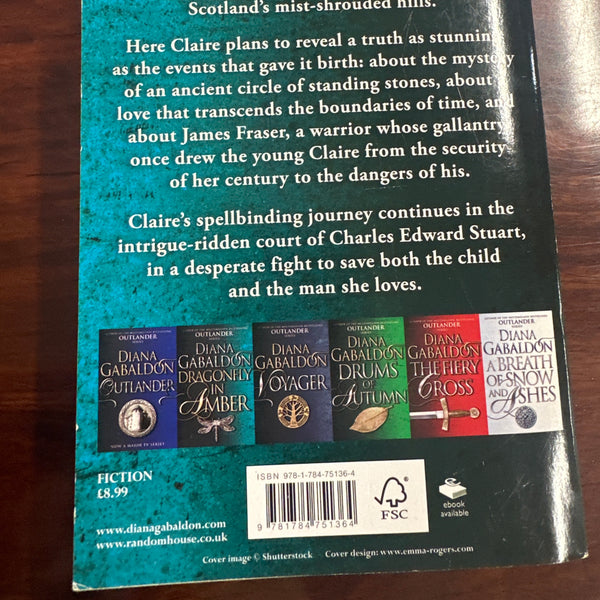 Scotland's mist-shrouded hills.
Here Claire plans to reveal a truth as stunning
as the events that gave it birth: about the mystery
of an ancient circle of standing stones, about a
love that transcends the boundaries of time, and
about James Fraser, a warrior whose gallantry
once drew the young Claire from the security
of her century to the dangers of his.
Claire's spellbinding journey continues in the
intrigue-ridden court of Charles Edward Stuart,
in a desperate fight to save both the child
and the man she loves.
OUTLANDER
DIANA
GABALDON
OUTLANDER
NOW A MAJOR TV SERIES
OUTLANDER
DIANA
GABALDON
DRAGONFLY
IN
AMBER
OUTLANDER
DIANA
GABALDON
VOYAGER
OUTLANDER
DIANA
GABALDON
DRUMS
OF
AUTUMN
OUTLANDER
DIANA
GABALDON
THE FIERY
CROSS
OUTLANDER
DIANA
GABALDON
A BREATH
OF SNOW
AND
ASHES
FICTION
£8.99
ISBN 978-1-784-75136-4
9 781784 751364
FSC
ebook
available
www.dianagabaldon.com
www.randomhouse.co.uk
Cover image © Shutterstock Cover design: www.emma-rogers.com